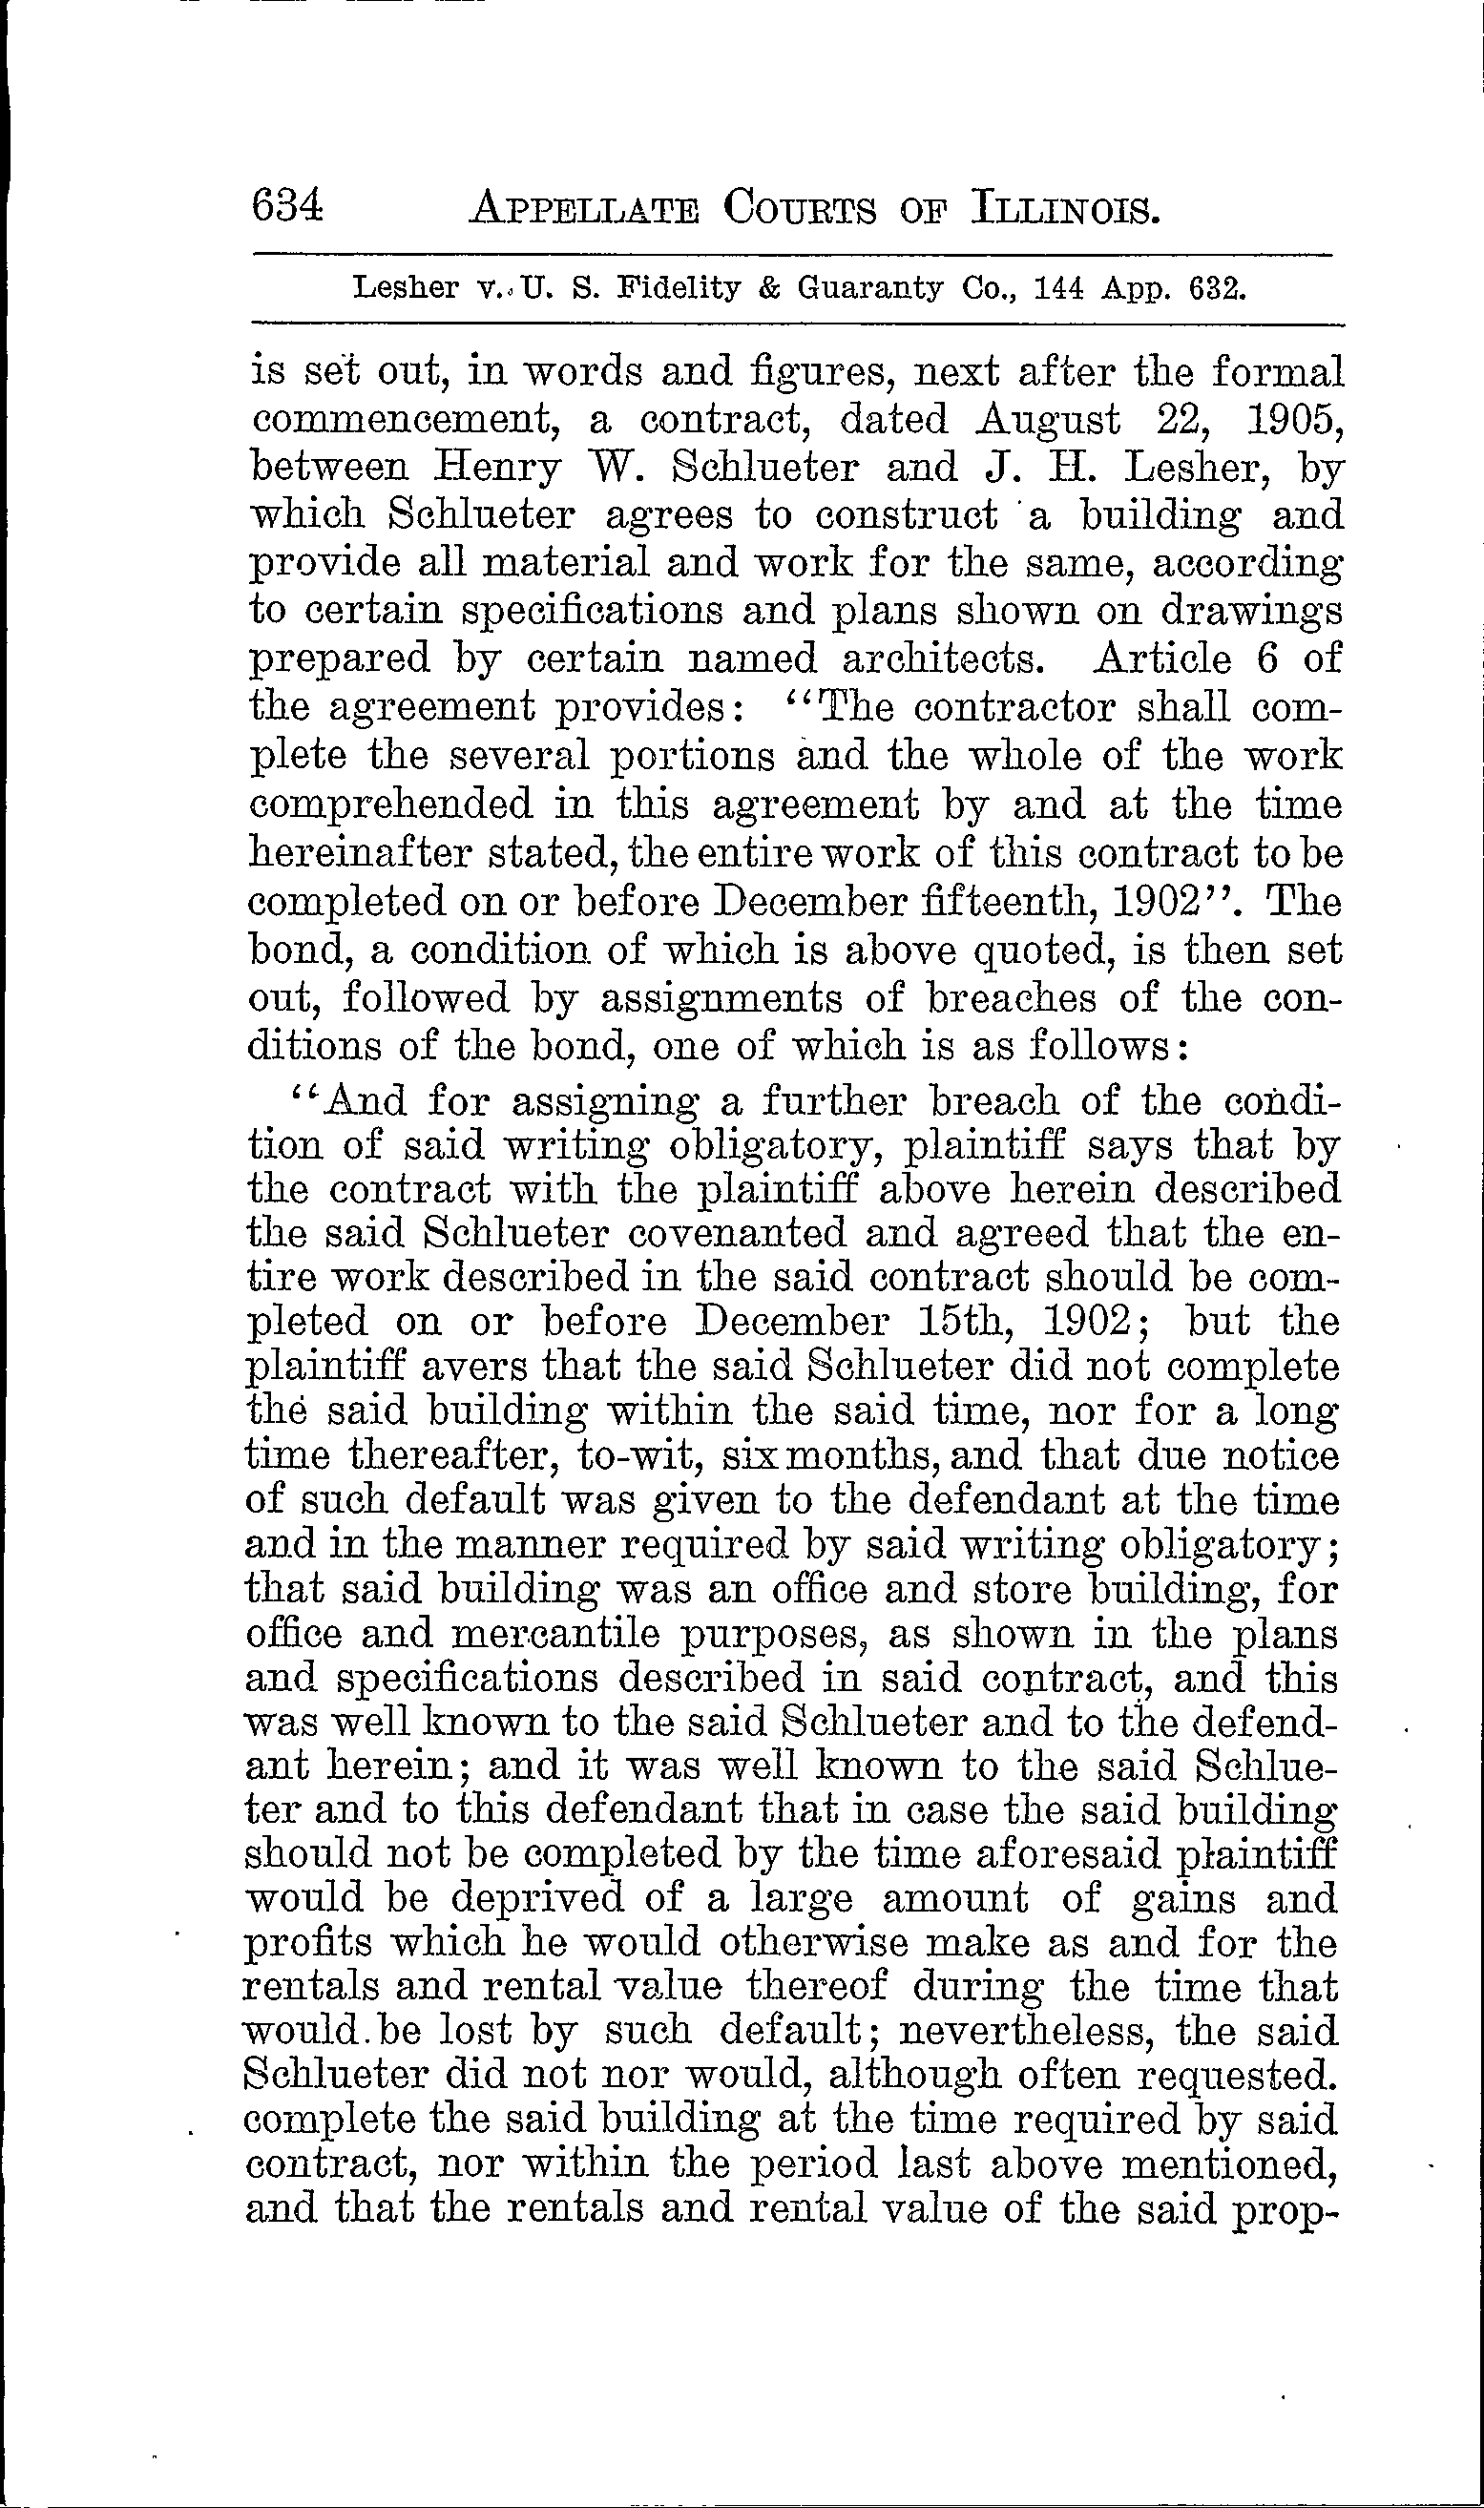 634 APPELLATE COURTS OF ILLINOIS.
Lesher v. U. S. Fidelity & Guaranty Co., 144 App. 632.
is set out, in words and figures, next after the formal
commencement, a contract, dated August 22, 1905,
between Henry W. Schlueter and J. H. Lesher, by
which Schlueter agrees to construct a building and
provide all material and work for the same, according
to certain specifications and plans shown on drawings
prepared by certain named architects. Article 6 of
the agreement provides: "The contractor shall com-
plete the several portions and the whole of the work
comprehended in this agreement by and at the time
hereinafter stated, the entire work of this contract to be
completed on or before December fifteenth, 1902". The
bond, a condition of which is above quoted, is then set
out, followed by assignments of breaches of the con-
ditions of the bond, one of which is as follows:
"And for assigning a further breach of the condi-
tion of said writing obligatory, plaintiff says that by
the contract with the plaintiff above herein described
the said Schlueter covenanted and agreed that the en-
tire work described in the said contract should be com-
pleted on or before December 15th, 1902; but the
plaintiff avers that the said Schlueter did not complete
the said building within the said time, nor for a long
time thereafter, to-wit, six months, and that due notice
of such default was given to the defendant at the time
and in the manner required by said writing obligatory;
that said building was an office and store building, for
office and mercantile purposes, as shown in the plans
and specifications described in said contract, and this
was well known to the said Schlueter and to the defend-
ant herein; and it was well known to the said Schlue-
ter and to this defendant that in case the said building
should not be completed by the time aforesaid plaintiff
would be deprived of a large amount of gains and
profits which he would otherwise make as and for the
rentals and rental value thereof during the time that
would be lost by such default; nevertheless, the said
Schlueter did not nor would, although often requested.
complete the said building at the time required by said
contract, nor within the period last above mentioned,
and that the rentals and rental value of the said prop-